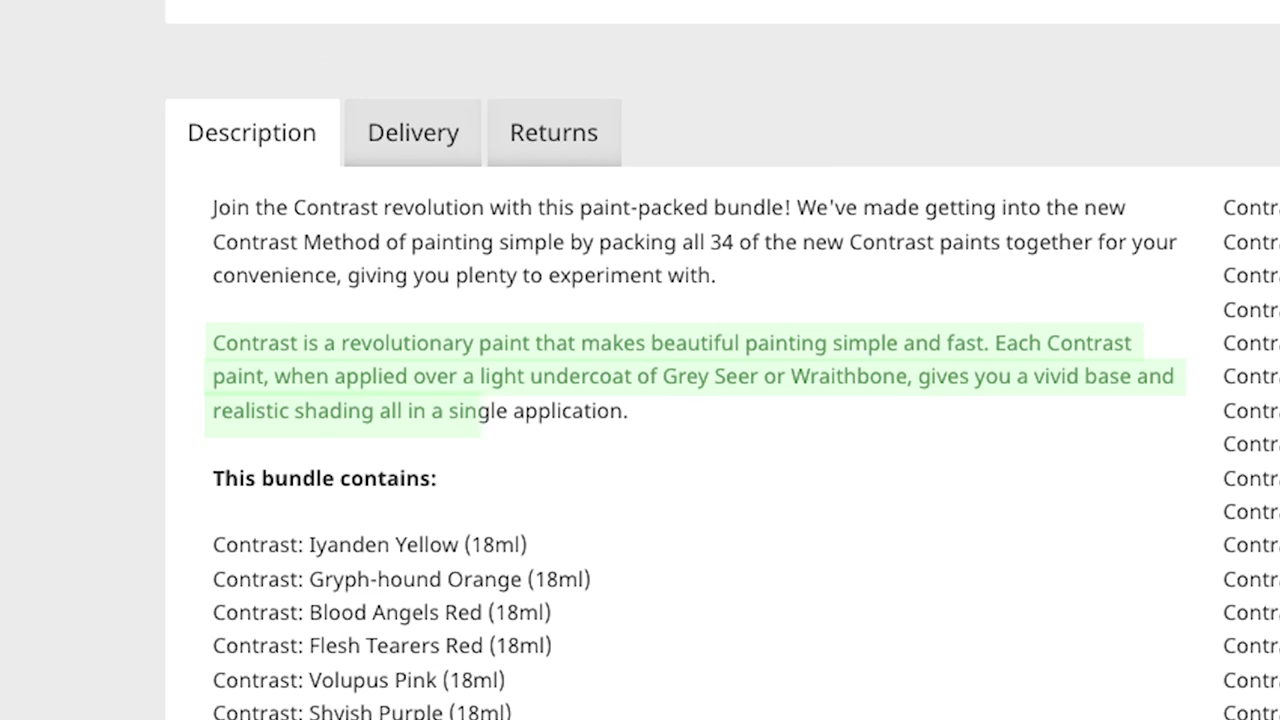 Description Delivery Returns
Join the Contrast revolution with this paint-packed bundle! We've made getting into the new
Contrast Method of painting simple by packing all 34 of the new Contrast paints together for your
convenience, giving you plenty to experiment with.
Contrast is a revolutionary paint that makes beautiful painting simple and fast. Each Contrast
paint, when applied over a light undercoat of Grey Seer or Wraithbone, gives you a vivid base and
realistic shading all in a single application.
This bundle contains:
Contrast: Iyanden Yellow (18ml)
Contrast: Gryph-hound Orange (18ml)
Contrast: Blood Angels Red (18ml)
Contrast: Flesh Tearers Red (18ml)
Contrast: Volupus Pink (18ml)
Contrast: Shyish Purple (18ml)